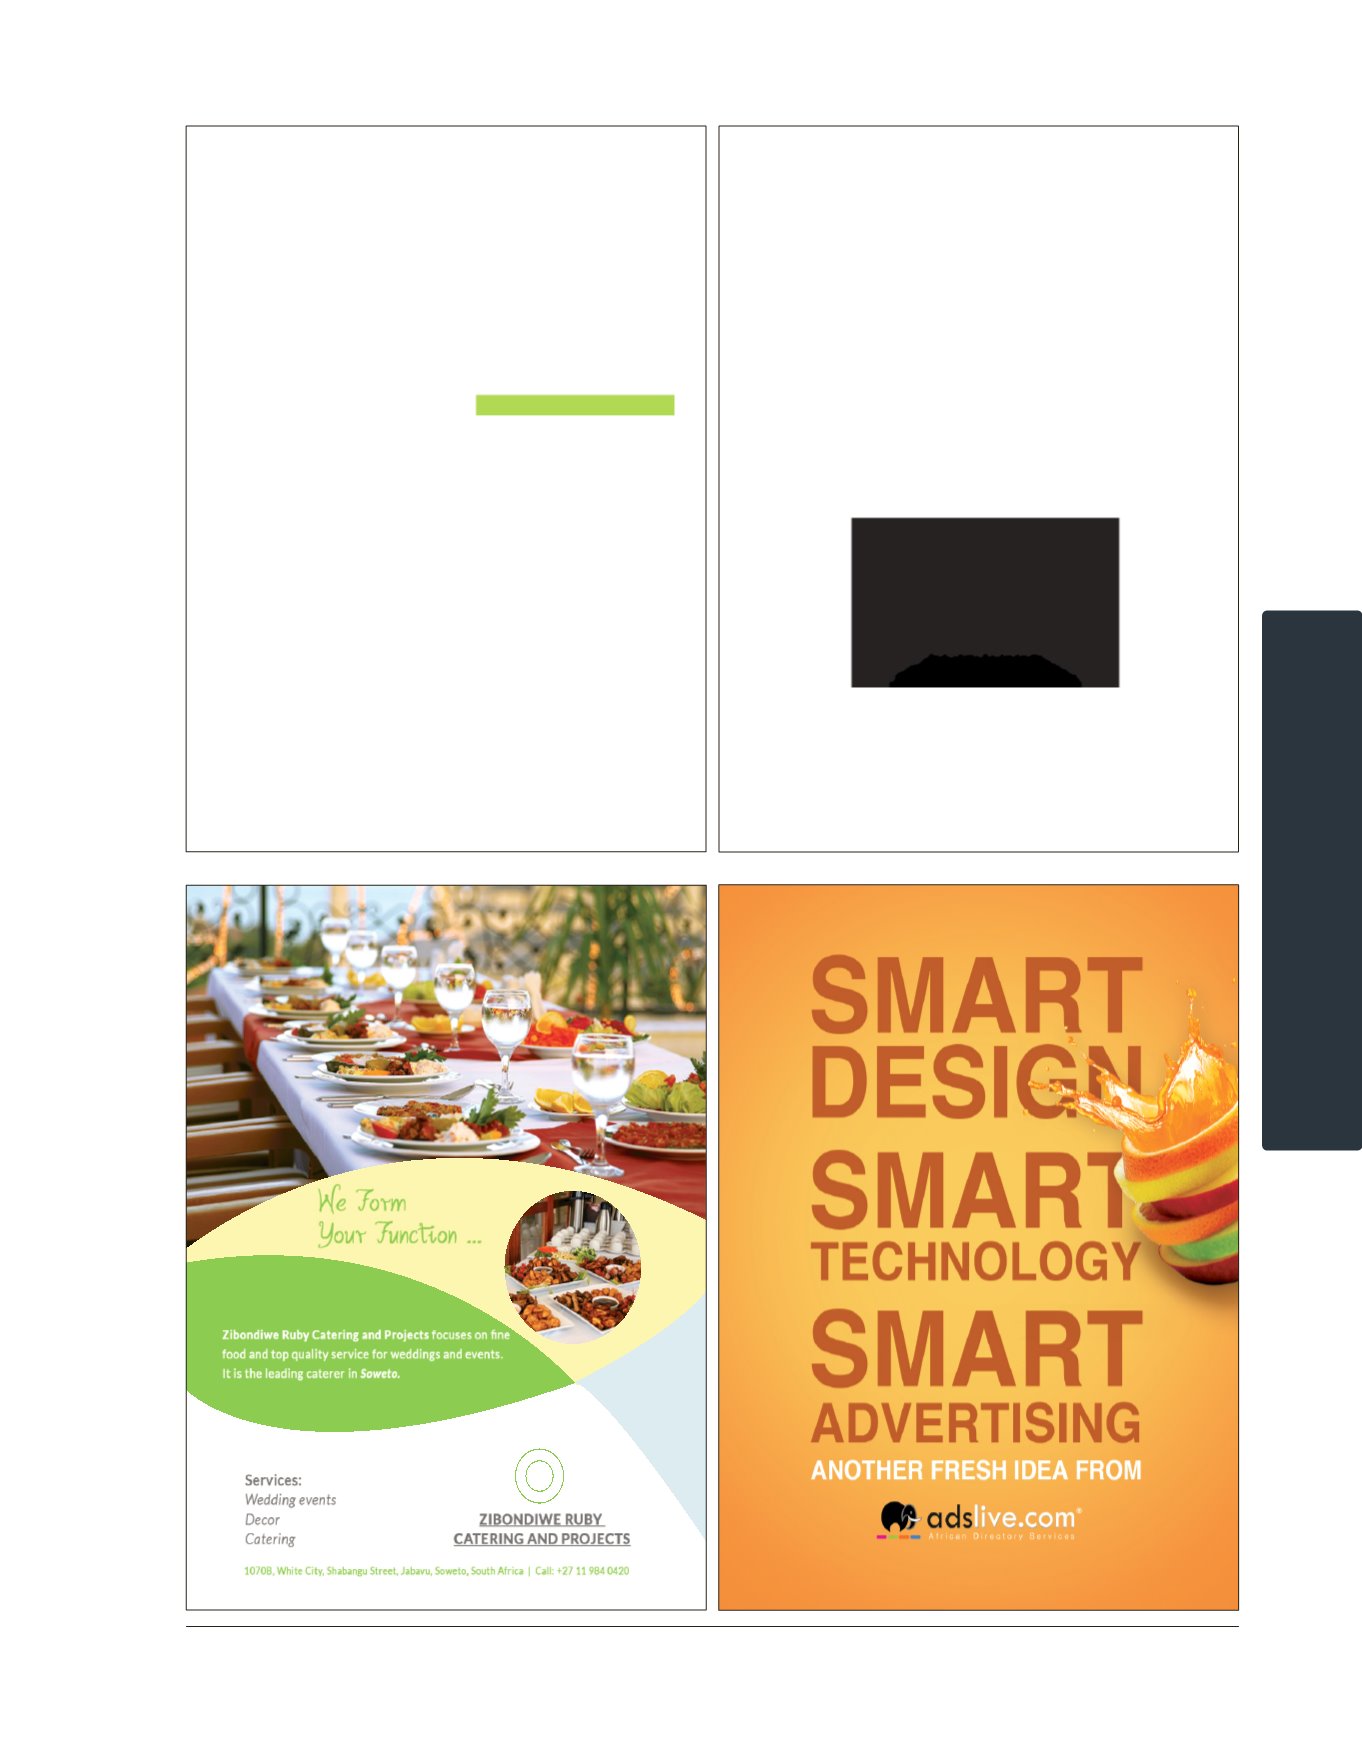 We Form
Your Function ...
Zibondiwe Ruby Catering and Projects focuses on fine
food and top quality service for weddings and events.
It is the leading caterer in Soweto.
Services:
Wedding events
Decor
Catering
ZIBONDIWE RUBY
CATERING AND PROJECTS
1070B, White City, Shabangu Street, Jabavu, Soweto, South Africa | Call: +27 11 984 0420
SMART
DESIGN
SMART
TECHNOLOGY
SMART
ADVERTISING
ANOTHER FRESH IDEA FROM
adslive.com®
African Directory Services